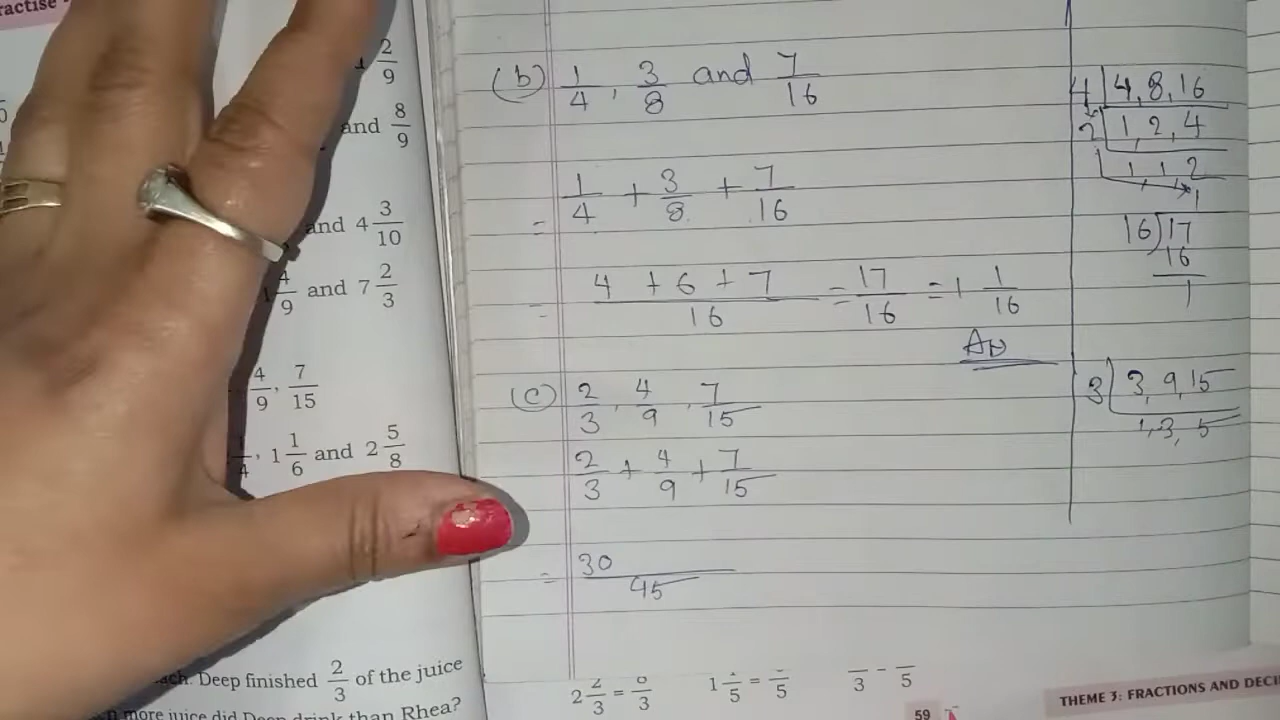 ractise
2/9
and 8/9
and 4 3/10
4/9 and 7 2/3
4/9, 7/15
1/4, 1 1/6 and 2 5/8
ach. Deep finished 2/3 of the juice
more juice did Deep drink than Rhea?
(b) 1/4, 3/8 and 7/16
= 1/4 + 3/8 + 7/16
= 4 + 6 + 7 / 16 = 17/16 = 1 1/16
An
(c) 2/3, 4/9, 7/15
2/3 + 4/9 + 7/15
= 30 / 45
4 | 4, 8, 16
2 | 1, 2, 4
1, 1, 2
1
16)17
16
1
3 | 3, 9, 15
1, 3, 5
59
THEME 3: FRACTIONS AND DECI